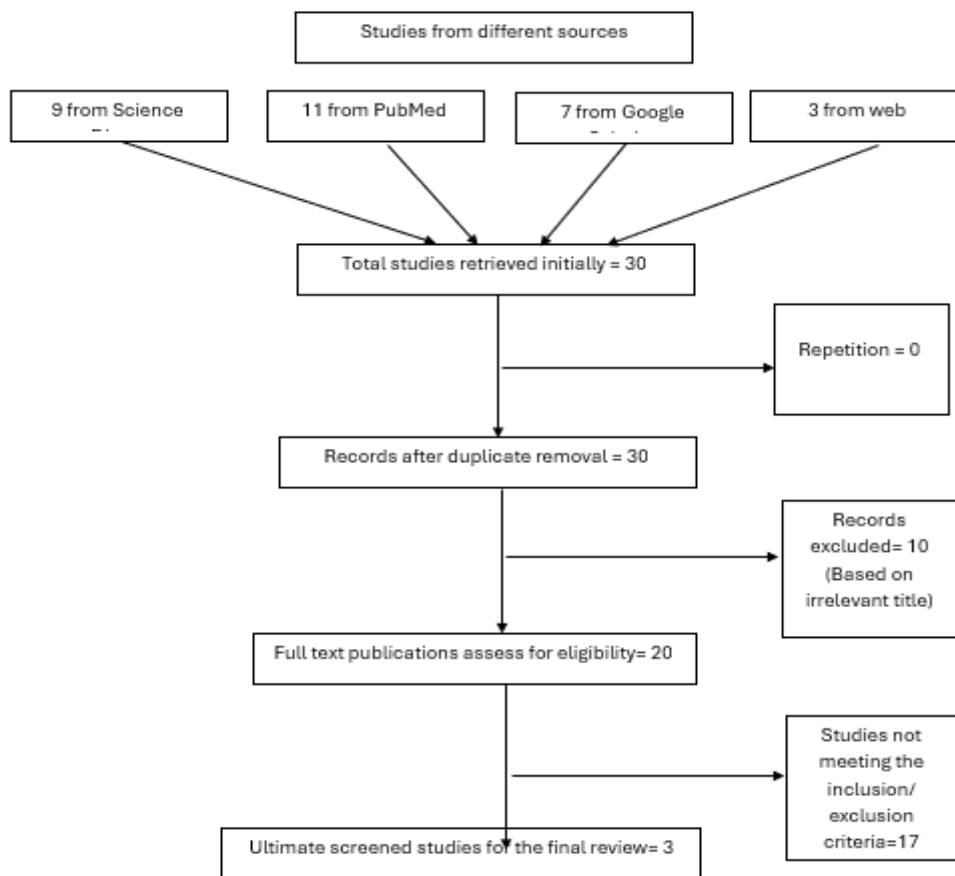 Studies from different sources
9 from Science
11 from PubMed
7 from Google
3 from web
Total studies retrieved initially = 30
Repetition = 0
Records after duplicate removal = 30
Records
excluded= 10
(Based on
irrelevant title)
Full text publications assess for eligibility= 20
Studies not
meeting the
inclusion/
exclusion
criteria=17
Ultimate screened studies for the final review= 3